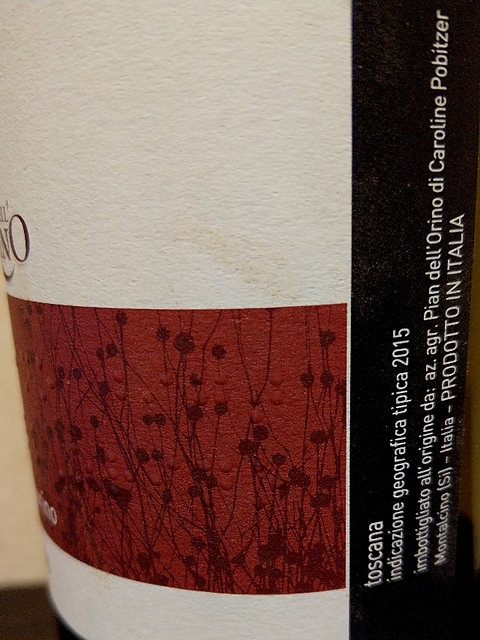 toscana
indicazione geografica tipica 2015
imbottigliato all'origine da: az. agr. Pian dell'Orino di Caroline Pobitzer
Montalcino (Si) - Italia - PRODOTTO IN ITALIA